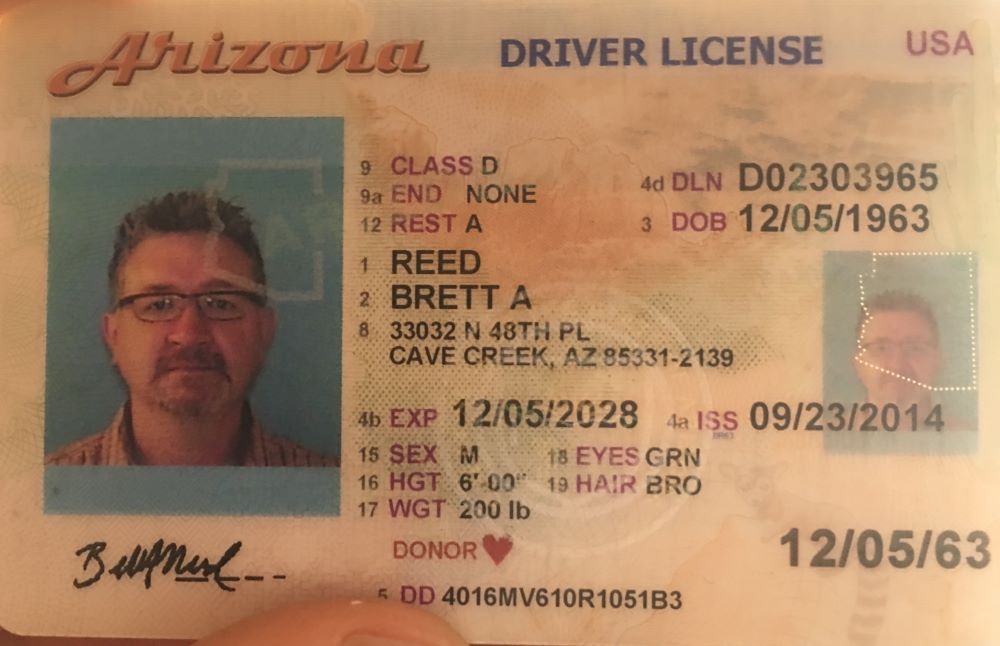 Arizona DRIVER LICENSE USA
9 CLASS D
9a END NONE
4d DLN D02303965
12 REST A
3 DOB 12/05/1963
1 REED
2 BRETT A
8 33032 N 48TH PL
CAVE CREEK, AZ 85331-2139
4b EXP 12/05/2028 4a ISS 09/23/2014
15 SEX M 18 EYES GRN
16 HGT 6'-00" 19 HAIR BRO
17 WGT 200 lb
DONOR
12/05/63
5 DD 4016MV610R1051B3